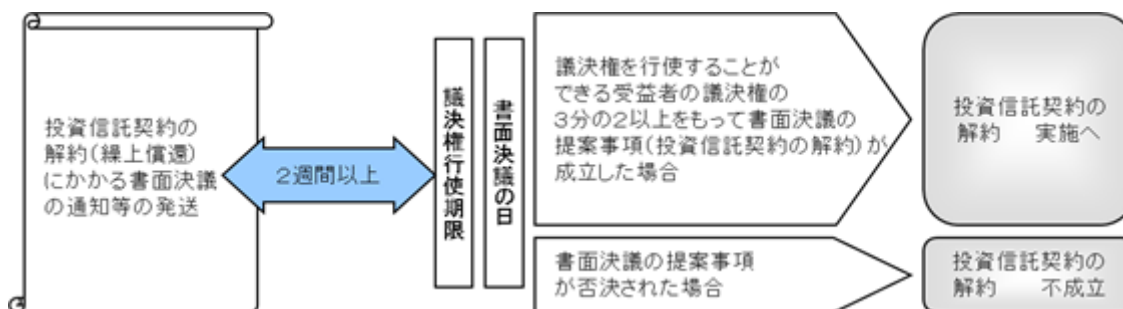 投資信託契約の
解約(繰上償還)
にかかる書面決議
の通知等の発送
2週間以上
議決権行使期限
書面決議の日
議決権を行使することが
できる受益者の議決権の
3分の2以上をもって書面決議の
提案事項(投資信託契約の解約)が
成立した場合
投資信託契約の
解約　実施へ
書面決議の提案事項
が否決された場合
投資信託契約の
解約　不成立